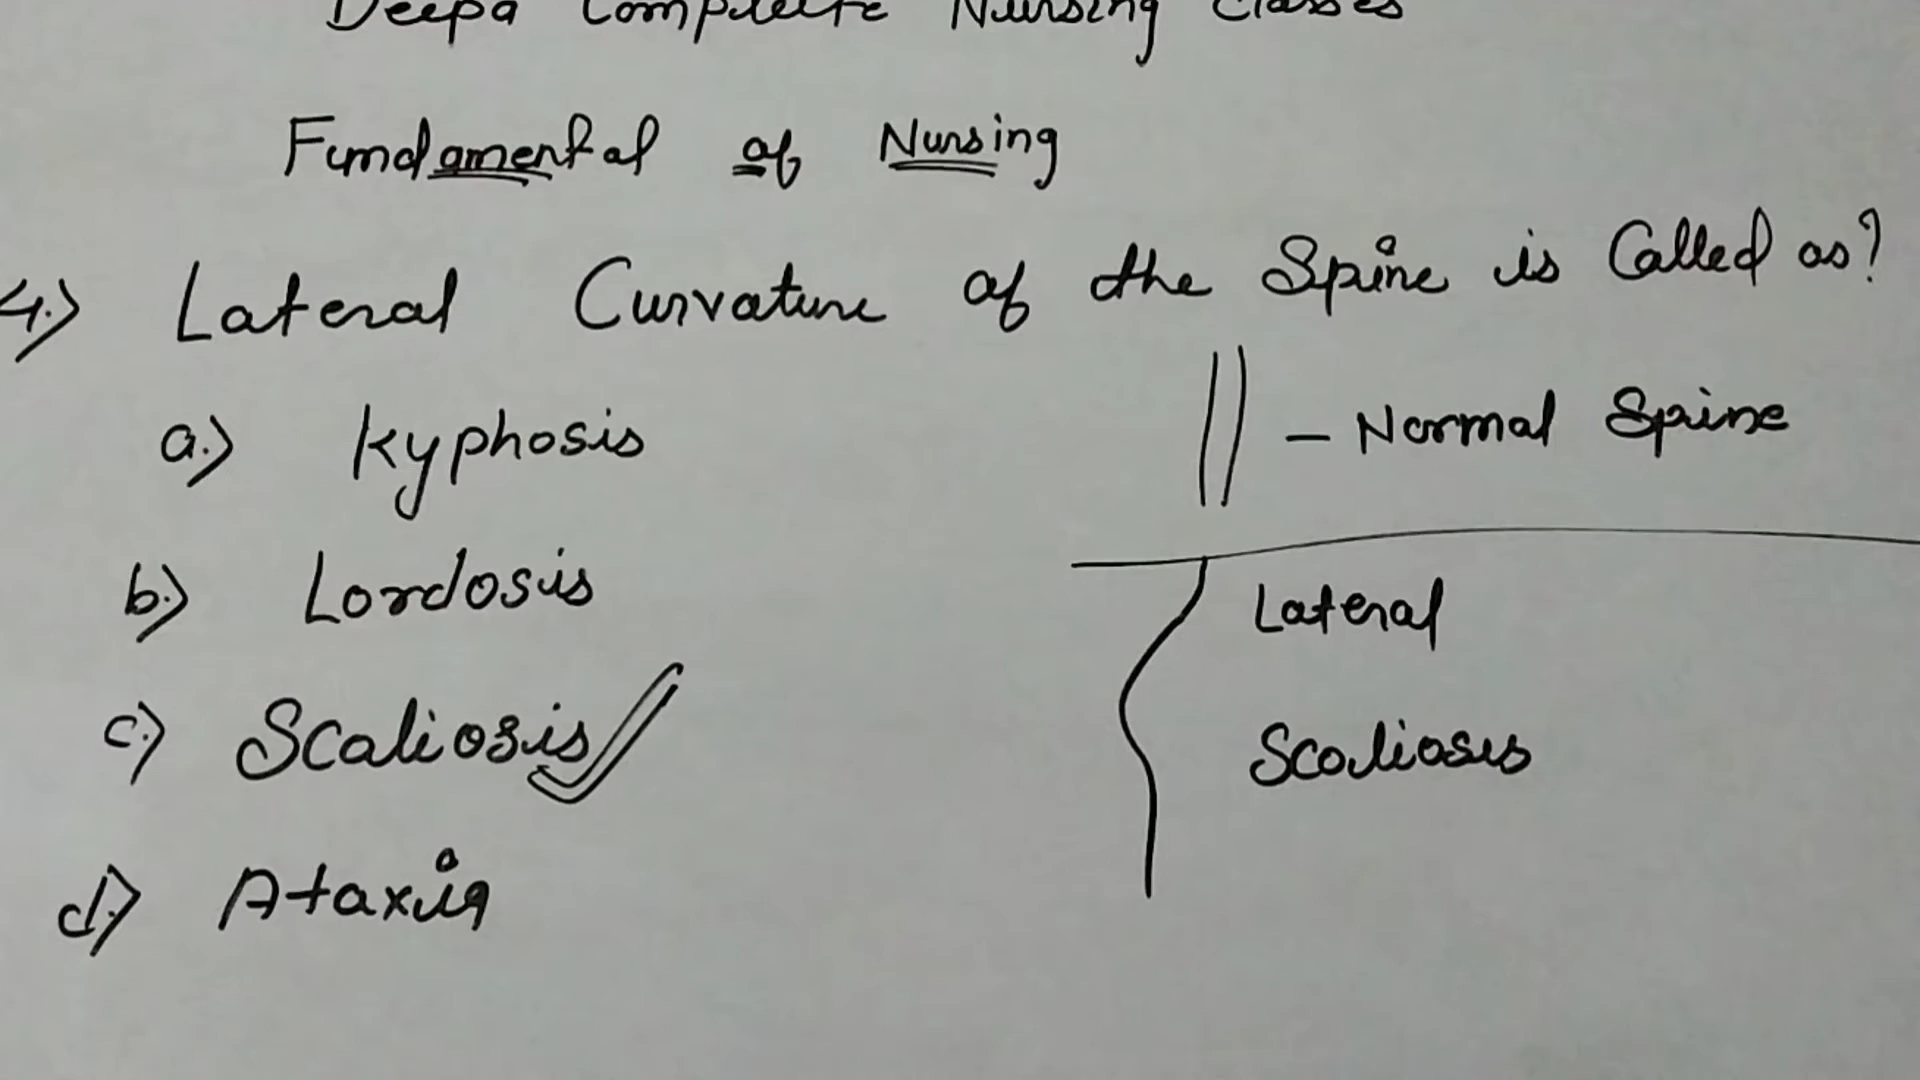 Deepa Complete Nursing Classes
Fundamental of Nursing
4.) Lateral Curvature of the Spine is Called as?
a.) Kyphosis
b.) Lordosis
c.) Scaliosis
d.) Ataxia
- Normal Spine
Lateral
Scoliosis